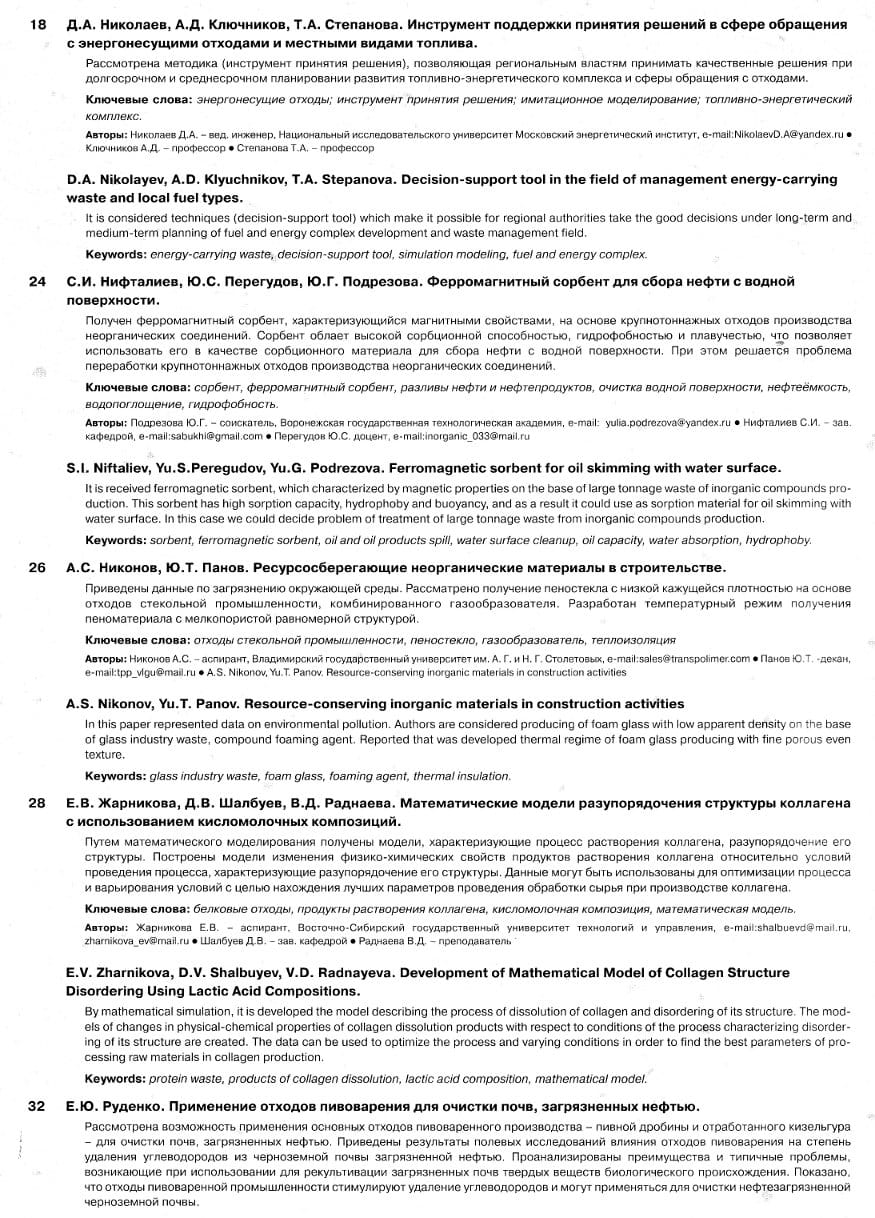 18 Д.А. Николаев, А.Д. Ключников, Т.А. Степанова. Инструмент поддержки принятия решений в сфере обращения
с энергонесущими отходами и местными видами топлива.
Рассмотрена методика (инструмент принятия решения), позволяющая региональным властям принимать качественные решения при
долгосрочном и среднесрочном планировании развития топливно-энергетического комплекса и сферы обращения с отходами.
Ключевые слова: энергонесущие отходы; инструмент принятия решения; имитационное моделирование; топливно-энергетический
комплекс.
Авторы: Николаев Д.А. – вед. инженер, Национальный исследовательского университет Московский энергетический институт, e-mail:NikolaevD.A@yandex.ru ●
Ключников А.Д. – профессор ● Степанова Т.А. – профессор
D.A. Nikolayev, A.D. Klyuchnikov, T.A. Stepanova. Decision-support tool in the field of management energy-carrying
waste and local fuel types.
It is considered techniques (decision-support tool) which make it possible for regional authorities take the good decisions under long-term and
medium-term planning of fuel and energy complex development and waste management field.
Keywords: energy-carrying waste, decision-support tool, simulation modeling, fuel and energy complex.
24 С.И. Нифталиев, Ю.С. Перегудов, Ю.Г. Подрезова. Ферромагнитный сорбент для сбора нефти с водной
поверхности.
Получен ферромагнитный сорбент, характеризующийся магнитными свойствами, на основе крупнотоннажных отходов производства
неорганических соединений. Сорбент облает высокой сорбционной способностью, гидрофобностью и плавучестью, что позволяет
использовать его в качестве сорбционного материала для сбора нефти с водной поверхности. При этом решается проблема
переработки крупнотоннажных отходов производства неорганических соединений.
Ключевые слова: сорбент, ферромагнитный сорбент, разливы нефти и нефтепродуктов, очистка водной поверхности, нефтеёмкость,
водопоглощение, гидрофобность.
Авторы: Подрезова Ю.Г. – соискатель, Воронежская государственная технологическая академия, e-mail: yulia.podrezova@yandex.ru ● Нифталиев С.И. – зав.
кафедрой, e-mail:sabukhi@gmail.com ● Перегудов Ю.С. доцент, e-mail:inorganic_033@mail.ru
S.I. Niftaliev, Yu.S.Peregudov, Yu.G. Podrezova. Ferromagnetic sorbent for oil skimming with water surface.
It is received ferromagnetic sorbent, which characterized by magnetic properties on the base of large tonnage waste of inorganic compounds pro-
duction. This sorbent has high sorption capacity, hydrophoby and buoyancy, and as a result it could use as sorption material for oil skimming with
water surface. In this case we could decide problem of treatment of large tonnage waste from inorganic compounds production.
Keywords: sorbent, ferromagnetic sorbent, oil and oil products spill, water surface cleanup, oil capacity, water absorption, hydrophoby.
26 А.С. Никонов, Ю.Т. Панов. Ресурсосберегающие неорганические материалы в строительстве.
Приведены данные по загрязнению окружающей среды. Рассматрено получение пеностекла с низкой кажущейся плотностью на основе
отходов стекольной промышленности, комбинированного газообразователя. Разработан температурный режим получения
пеноматериала с мелкопористой равномерной структурой.
Ключевые слова: отходы стекольной промышленности, пеностекло, газообразователь, теплоизоляция
Авторы: Никонов А.С. – аспирант, Владимирский государственный университет им. А. Г. и Н. Г. Столетовых, e-mail:sales@transpolimer.com ● Панов Ю.Т. -декан,
e-mail:tpp_vlgu@mail.ru ● A.S. Nikonov, Yu.T. Panov. Resource-conserving inorganic materials in construction activities
A.S. Nikonov, Yu.T. Panov. Resource-conserving inorganic materials in construction activities
In this paper represented data on environmental pollution. Authors are considered producing of foam glass with low apparent density on the base
of glass industry waste, compound foaming agent. Reported that was developed thermal regime of foam glass producing with fine porous even
texture.
Keywords: glass industry waste, foam glass, foaming agent, thermal insulation.
28 Е.В. Жарникова, Д.В. Шалбуев, В.Д. Раднаева. Математические модели разупорядочения структуры коллагена
с использованием кисломолочных композиций.
Путем математического моделирования получены модели, характеризующие процесс растворения коллагена, разупорядочение его
структуры. Построены модели изменения физико-химических свойств продуктов растворения коллагена относительно условий
проведения процесса, характеризующие разупорядочение его структуры. Данные могут быть использованы для оптимизации процесса
и варьирования условий с целью нахождения лучших параметров проведения обработки сырья при производстве коллагена.
Ключевые слова: белковые отходы, продукты растворения коллагена, кисломолочная композиция, математическая модель.
Авторы: Жарникова Е.В. – аспирант, Восточно-Сибирский государственный университет технологий и управления, e-mail:shalbuevd@mail.ru,
zharnikova_ev@mail.ru ● Шалбуев Д.В. – зав. кафедрой ● Раднаева В.Д. – преподаватель
E.V. Zharnikova, D.V. Shalbuyev, V.D. Radnayeva. Development of Mathematical Model of Collagen Structure
Disordering Using Lactic Acid Compositions.
By mathematical simulation, it is developed the model describing the process of dissolution of collagen and disordering of its structure. The mod-
els of changes in physical-chemical properties of collagen dissolution products with respect to conditions of the process characterizing disorder-
ing of its structure are created. The data can be used to optimize the process and varying conditions in order to find the best parameters of pro-
cessing raw materials in collagen production.
Keywords: protein waste, products of collagen dissolution, lactic acid composition, mathematical model.
32 Е.Ю. Руденко. Применение отходов пивоварения для очистки почв, загрязненных нефтью.
Рассмотрена возможность применения основных отходов пивоваренного производства – пивной дробины и отработанного кизельгура
– для очистки почв, загрязненных нефтью. Приведены результаты полевых исследований влияния отходов пивоварения на степень
удаления углеводородов из черноземной почвы загрязненной нефтью. Проанализированы преимущества и типичные проблемы,
возникающие при использовании для рекультивации загрязненных почв твердых веществ биологического происхождения. Показано,
что отходы пивоваренной промышленности стимулируют удаление углеводородов и могут применяться для очистки нефтезагрязненной
черноземной почвы.